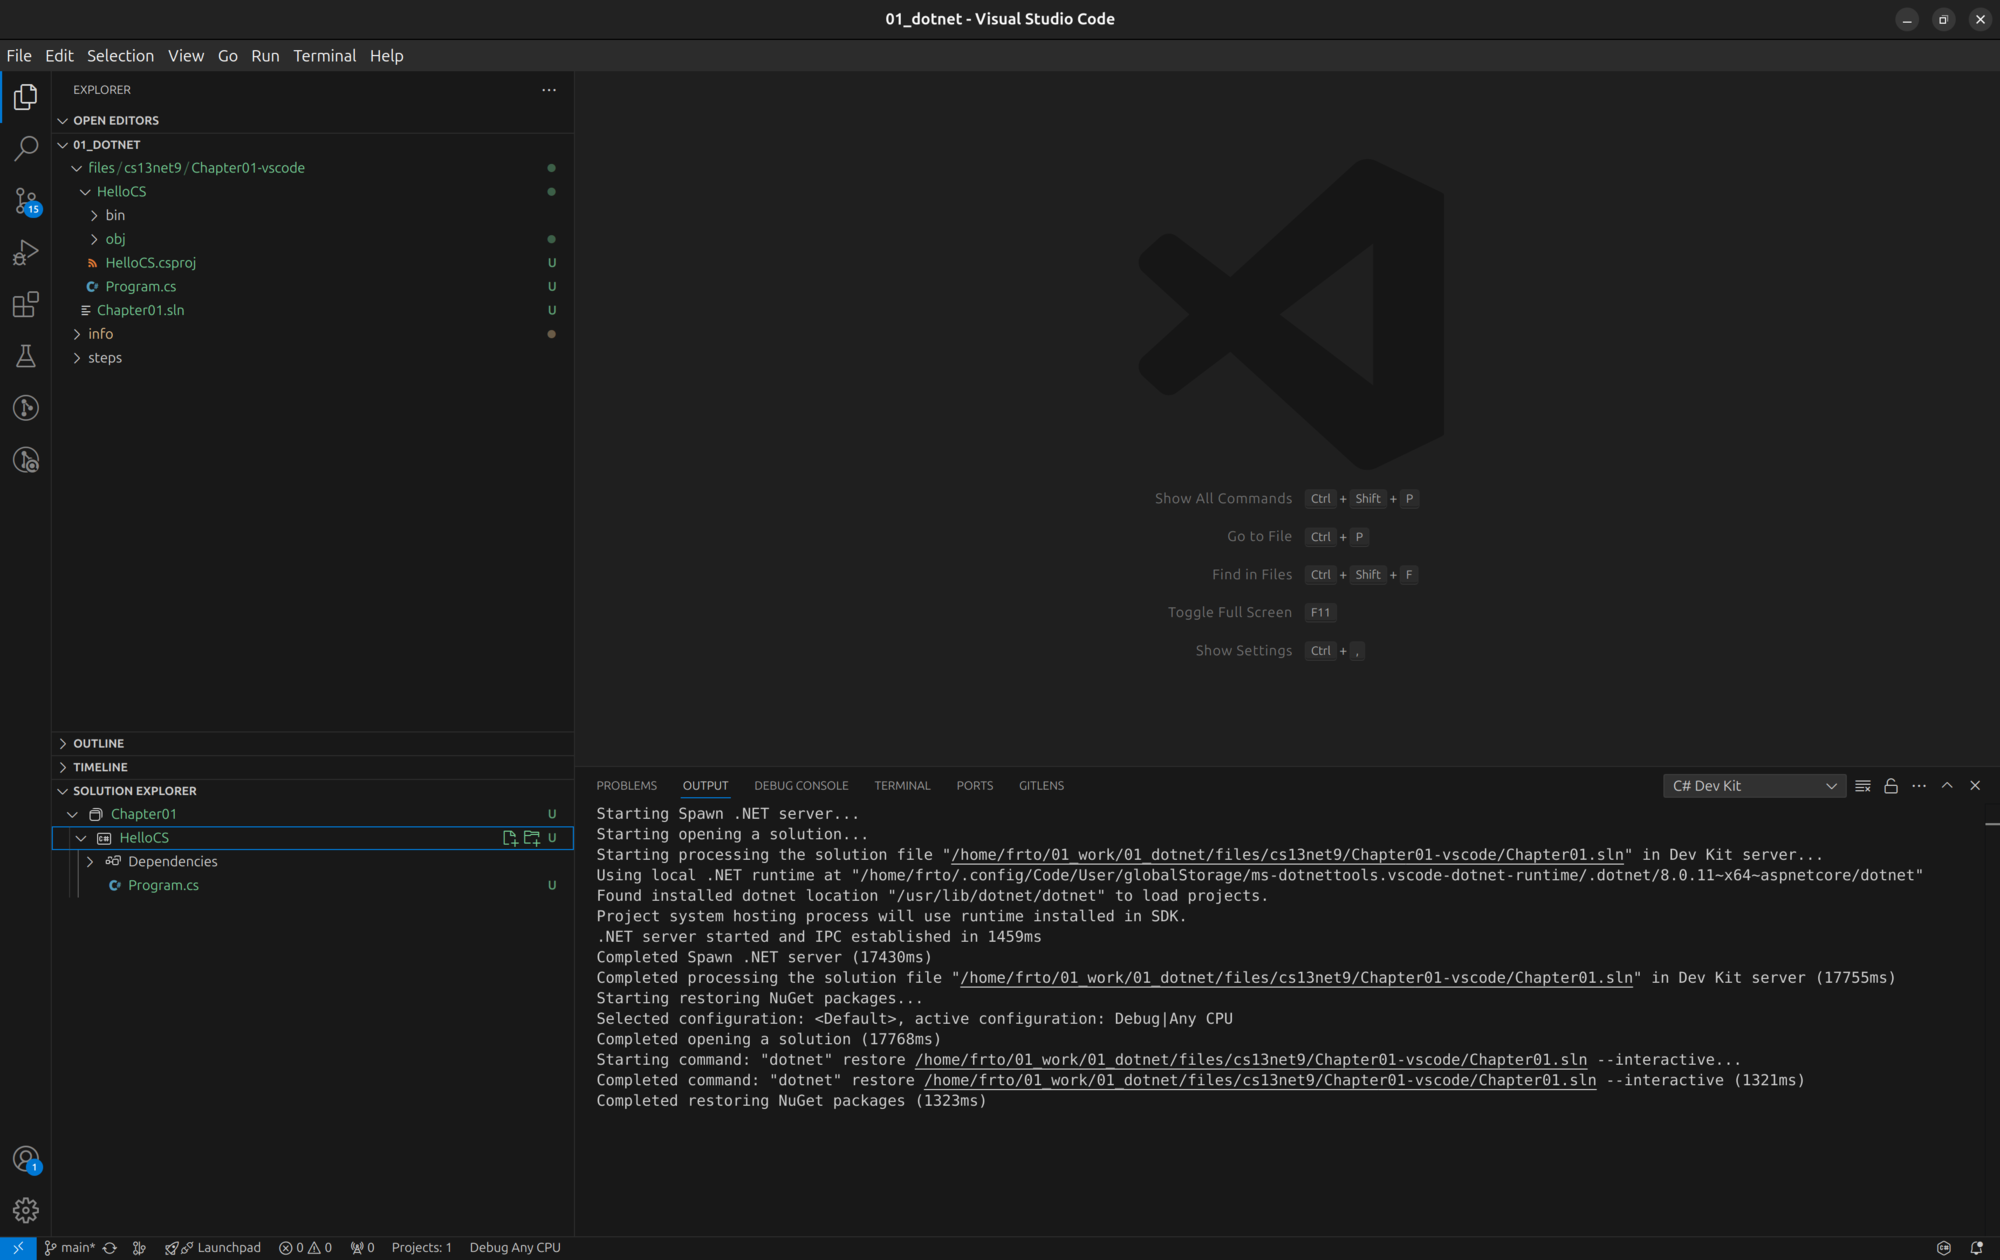 01_dotnet - Visual Studio Code
File Edit Selection View Go Run Terminal Help
EXPLORER
OPEN EDITORS
01_DOTNET
files/cs13net9/Chapter01-vscode
HelloCS
bin
obj
HelloCS.csproj U
Program.cs U
Chapter01.sln U
info
steps
15
1
OUTLINE
TIMELINE
SOLUTION EXPLORER
Chapter01 U
HelloCS U
Dependencies
Program.cs U
Show All Commands Ctrl + Shift + P
Go to File Ctrl + P
Find in Files Ctrl + Shift + F
Toggle Full Screen F11
Show Settings Ctrl + ,
PROBLEMS OUTPUT DEBUG CONSOLE TERMINAL PORTS GITLENS C# Dev Kit
Starting Spawn .NET server...
Starting opening a solution...
Starting processing the solution file "/home/frto/01_work/01_dotnet/files/cs13net9/Chapter01-vscode/Chapter01.sln" in Dev Kit server...
Using local .NET runtime at "/home/frto/.config/Code/User/globalStorage/ms-dotnettools.vscode-dotnet-runtime/.dotnet/8.0.11~x64~aspnetcore/dotnet"
Found installed dotnet location "/usr/lib/dotnet/dotnet" to load projects.
Project system hosting process will use runtime installed in SDK.
.NET server started and IPC established in 1459ms
Completed Spawn .NET server (17430ms)
Completed processing the solution file "/home/frto/01_work/01_dotnet/files/cs13net9/Chapter01-vscode/Chapter01.sln" in Dev Kit server (17755ms)
Starting restoring NuGet packages...
Selected configuration: <Default>, active configuration: Debug|Any CPU
Completed opening a solution (17768ms)
Starting command: "dotnet" restore /home/frto/01_work/01_dotnet/files/cs13net9/Chapter01-vscode/Chapter01.sln --interactive...
Completed command: "dotnet" restore /home/frto/01_work/01_dotnet/files/cs13net9/Chapter01-vscode/Chapter01.sln --interactive (1321ms)
Completed restoring NuGet packages (1323ms)
main* Launchpad 0 0 0 Projects: 1 Debug Any CPU